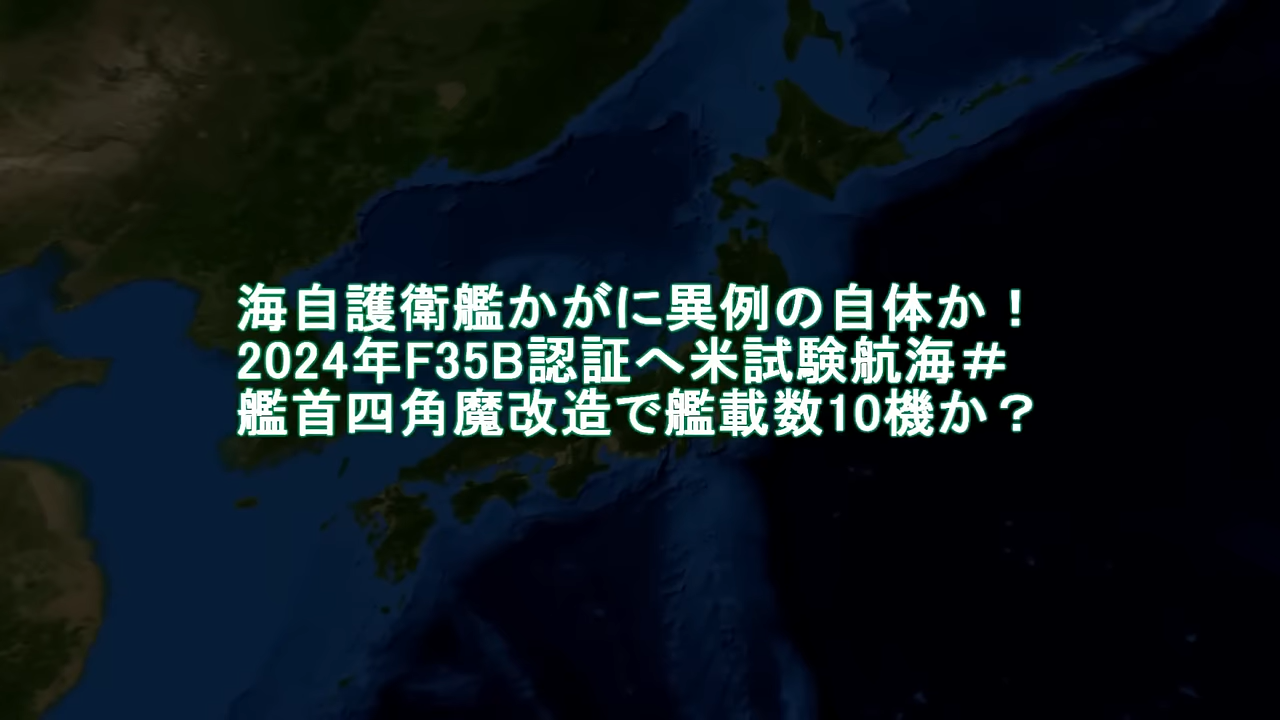 海自護衛艦かがに異例の自体か！
2024年F35B認証へ米試験航海＃
艦首四角魔改造で艦載数10機か？